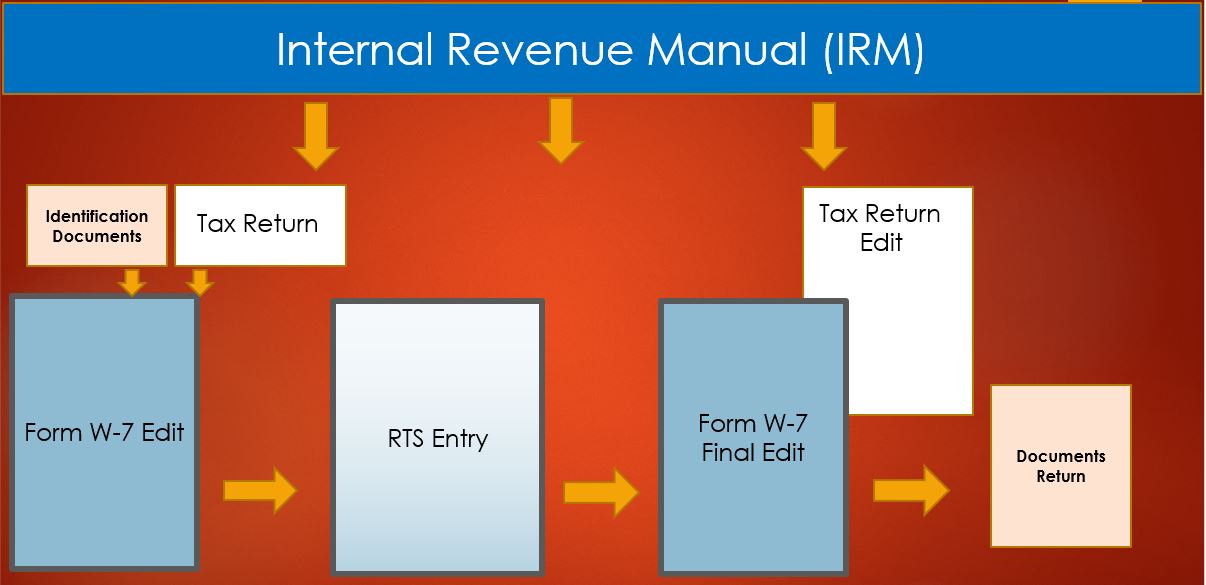 Internal Revenue Manual (IRM)
Identification
Documents
Tax Return
Tax Return
Edit
Form W-7 Edit
RTS Entry
Form W-7
Final Edit
Documents
Return